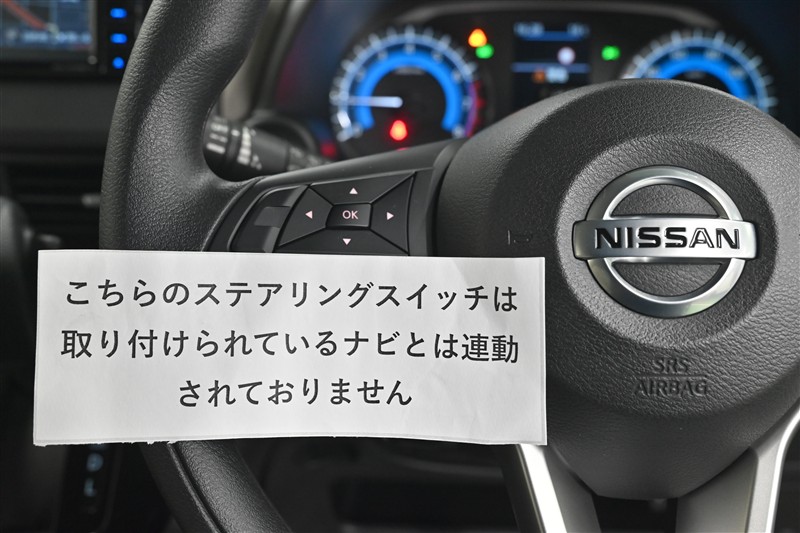 OK
NISSAN
こちらのステアリングスイッチは
取り付けられているナビとは連動
されておりません
SRS
AIRBAG